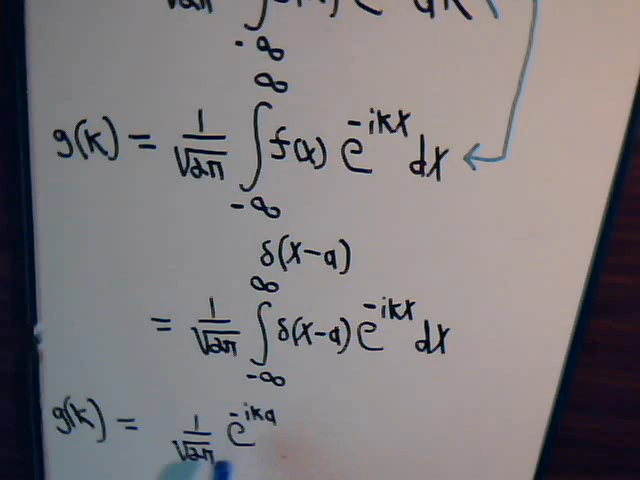 -∞
g(k) = 1/√2π ∫_{-∞}^{∞} f(x) e^{-ikx} dx
δ(x-a)
= 1/√2π ∫_{-∞}^{∞} δ(x-a) e^{-ikx} dx
g(k) = 1/√2π e^{-ika}